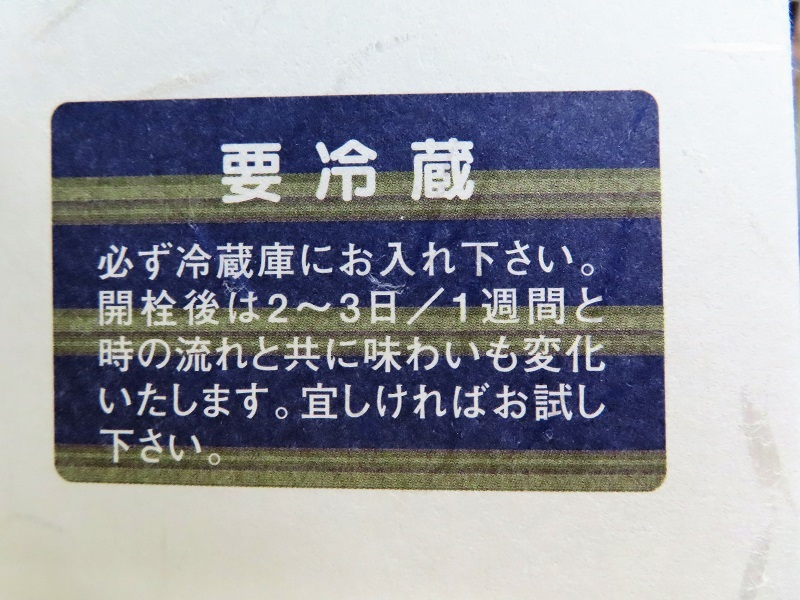 要冷蔵
必ず冷蔵庫にお入れ下さい。
開栓後は2〜3日／1週間と
時の流れと共に味わいも変化
いたします。宜しければお試し
下さい。